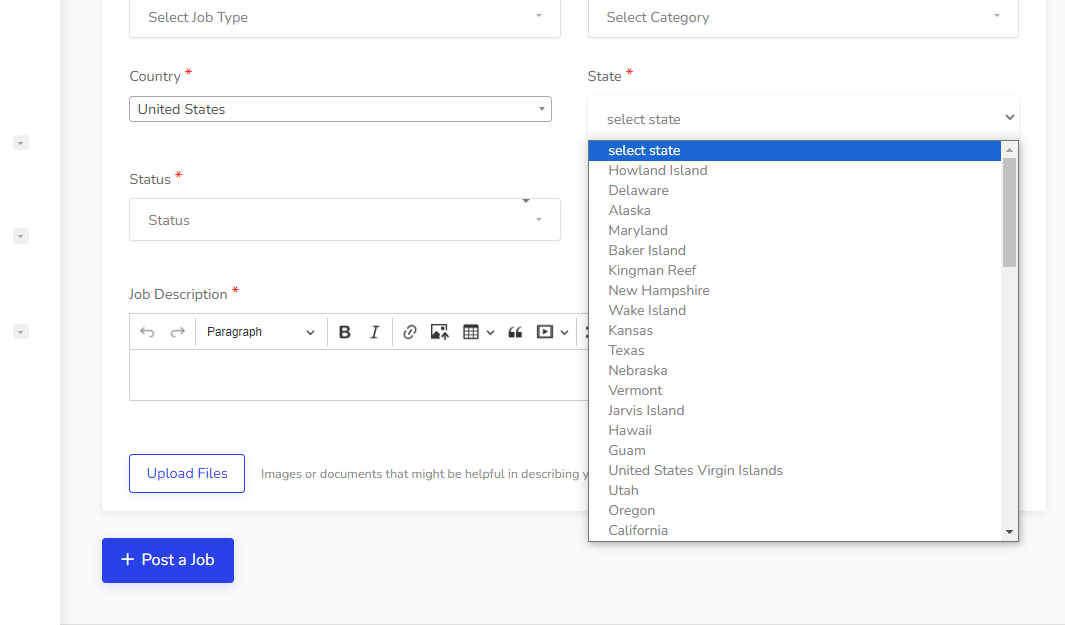 Select Job Type
Select Category
Country *
State *
United States
select state
select state
Howland Island
Delaware
Alaska
Maryland
Baker Island
Kingman Reef
New Hampshire
Wake Island
Kansas
Texas
Nebraska
Vermont
Jarvis Island
Hawaii
Guam
United States Virgin Islands
Utah
Oregon
California
Status *
Status
Job Description *
Paragraph
B I
Upload Files
Images or documents that might be helpful in describing
+ Post a Job